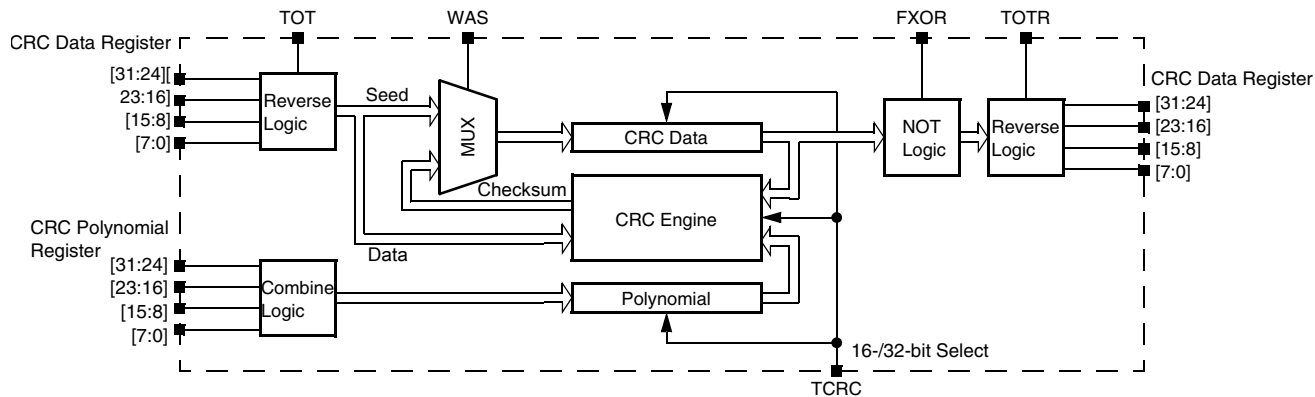 TOT
WAS
FXOR
TOTR
CRC Data Register
[31:24][
23:16]
[15:8]
[7:0]
Reverse
Logic
Seed
MUX
Checksum
Data
CRC Data
CRC Engine
NOT
Logic
Reverse
Logic
CRC Data Register
[31:24]
[23:16]
[15:8]
[7:0]
CRC Polynomial
Register
[31:24]
[23:16]
[15:8]
[7:0]
Combine
Logic
Polynomial
16-/32-bit Select
TCRC